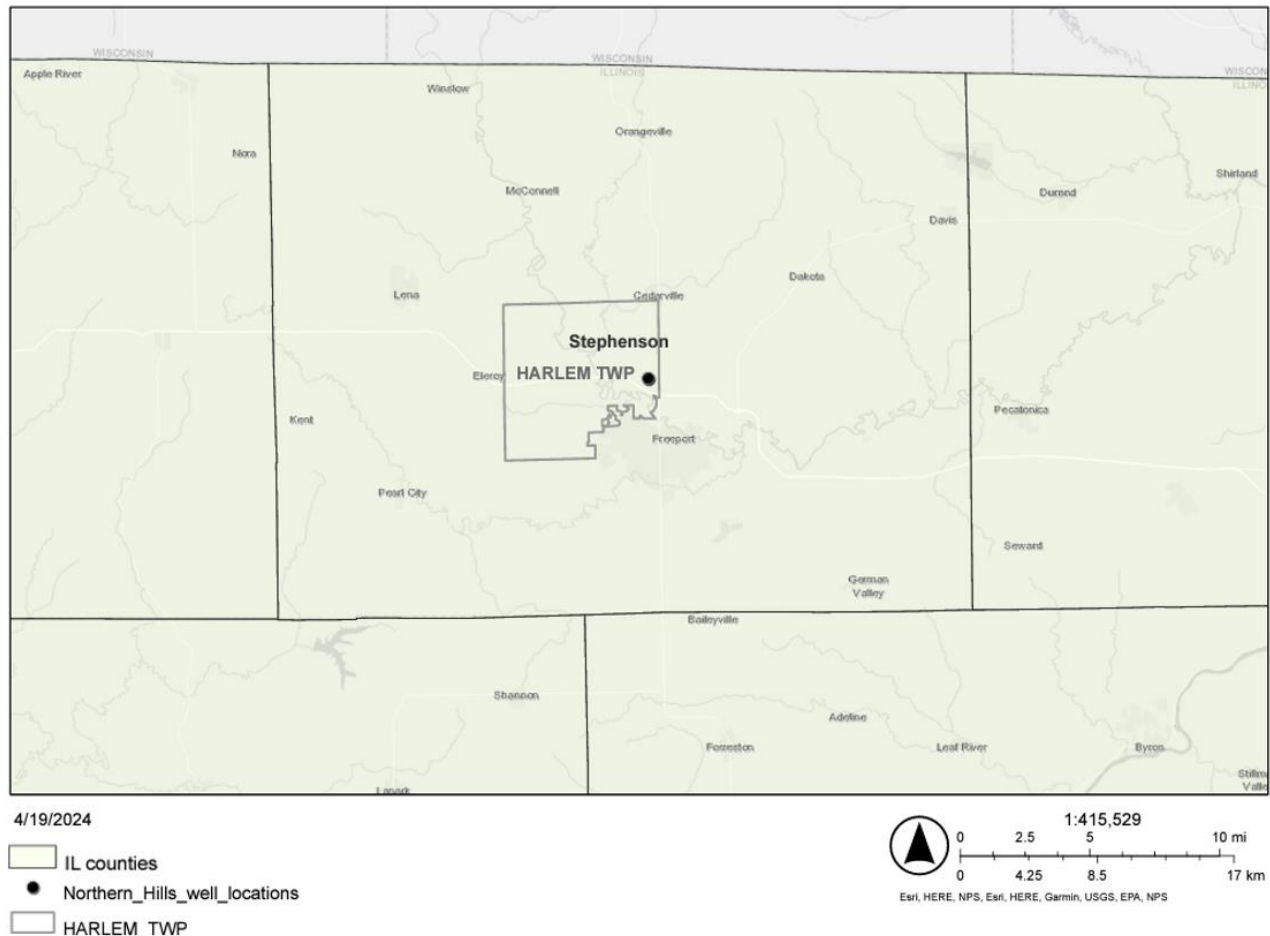 WISCONSIN
WISCONSIN
ILLINOIS
WISCON
ILLINO
Apple River
Winslow
Orangeville
Nora
Shirland
McConnell
Durand
Davis
Dakota
Lena
Cedarville
Stephenson
Eleroy
HARLEM TWP
Kent
Pecatonica
Freeport
Pearl City
Seward
German
Valley
Baileyville
Shannon
Adeline
Forreston
Leaf River
Byron
Stillm
Valle
Lanark
4/19/2024
IL counties
Northern_Hills_well_locations
HARLEM_TWP
1:415,529
0 2.5 5 10 mi
0 4.25 8.5 17 km
Esri, HERE, NPS, Esri, HERE, Garmin, USGS, EPA, NPS